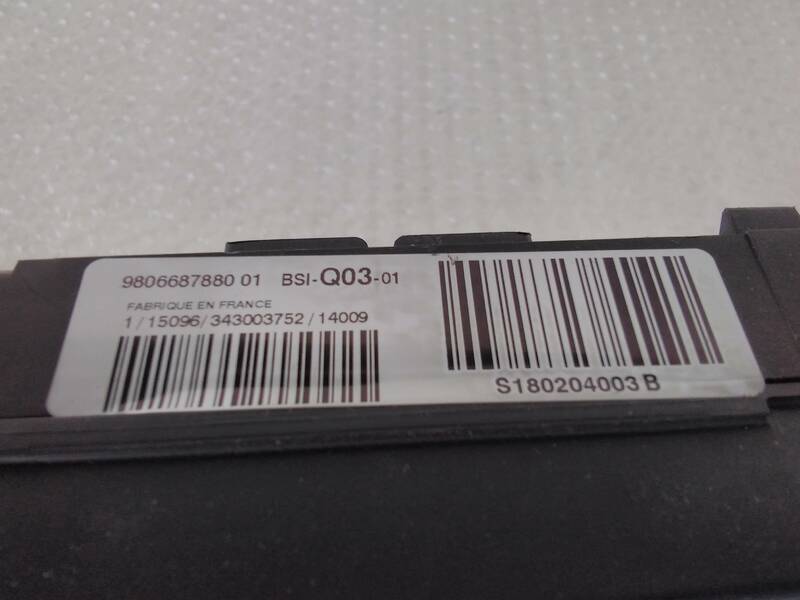 9806687880 01 BSI-Q03-01
FABRIQUE EN FRANCE
1/15096/343003752/14009
S180204003 B